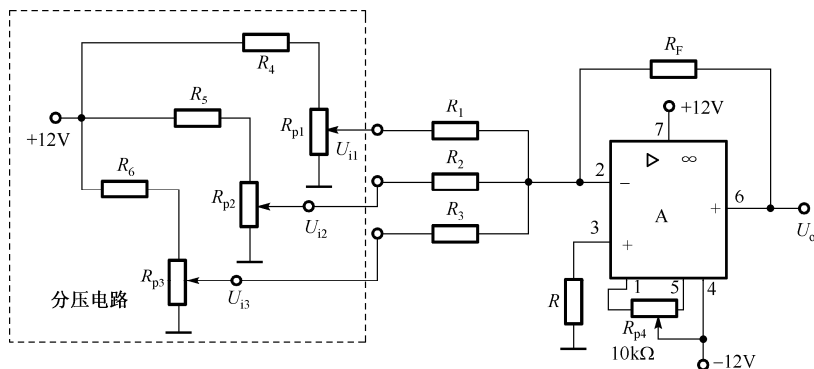 R4
R5
R6
+12V
Rp1
Ui1
Rp2
Ui2
Rp3
Ui3
分压电路
R1
R2
R3
RF
+12V
7
▷ ∞
2
−
A
+
6
Uo
3
+
R
1
5
4
Rp4
10kΩ
−12V